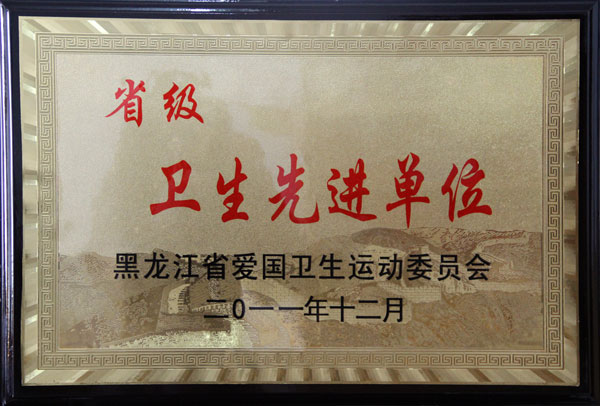 省级
卫生先进单位
黑龙江省爱国卫生运动委员会
二0一一年十二月